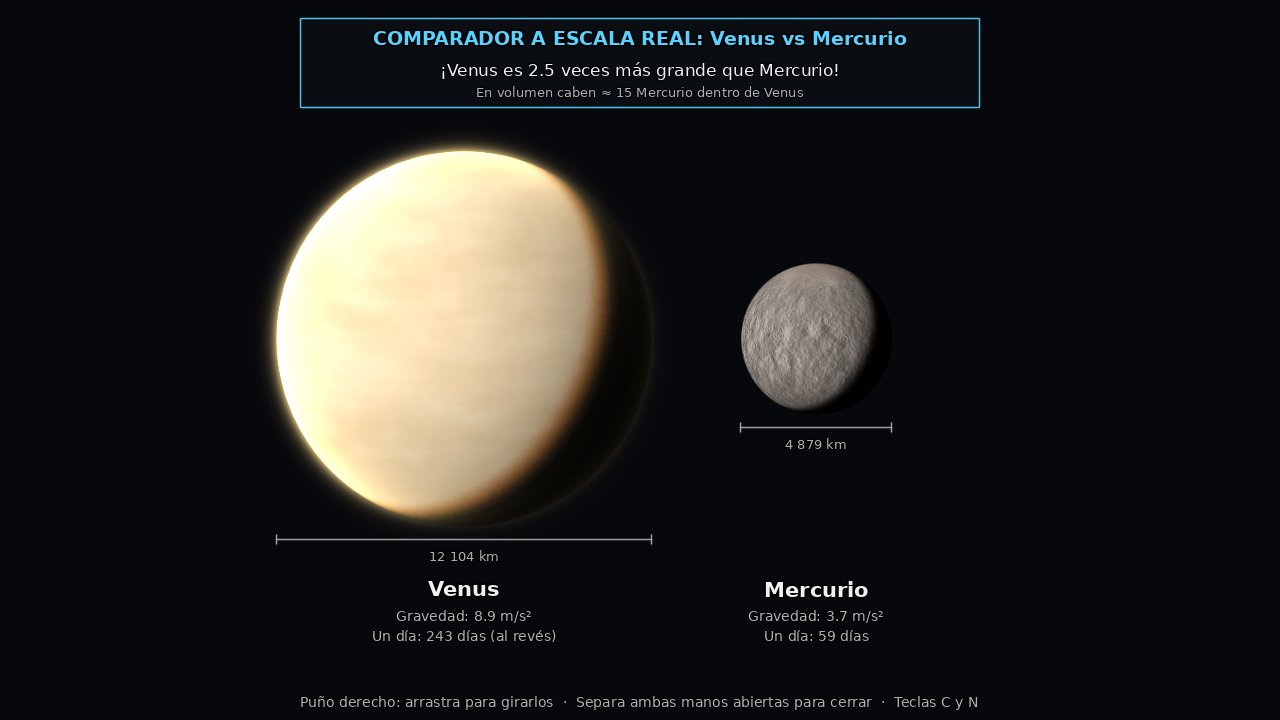 COMPARADOR A ESCALA REAL: Venus vs Mercurio
¡Venus es 2.5 veces más grande que Mercurio!
En volumen caben ≈ 15 Mercurio dentro de Venus
4 879 km
12 104 km
Venus
Gravedad: 8.9 m/s²
Un día: 243 días (al revés)
Mercurio
Gravedad: 3.7 m/s²
Un día: 59 días
Puño derecho: arrastra para girarlos · Separa ambas manos abiertas para cerrar · Teclas C y N